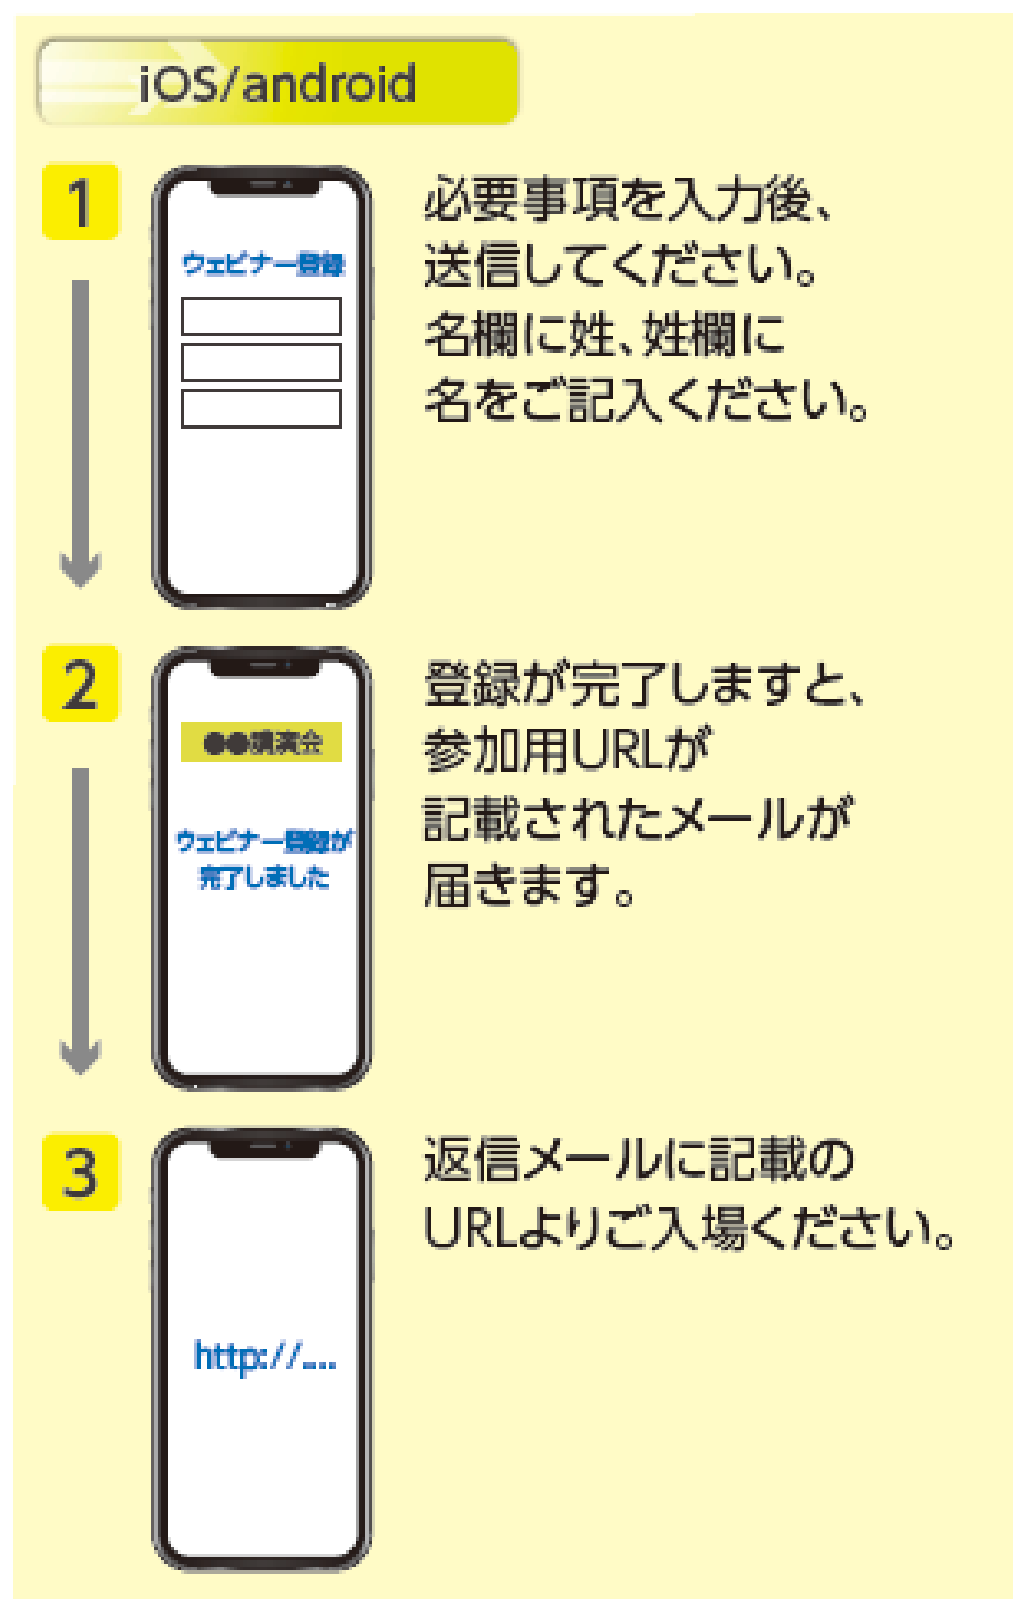 iOS/android
1
ウェビナー登録
必要事項を入力後、
送信してください。
名欄に姓、姓欄に
名をご記入ください。
2
●●講演会
ウェビナー登録が
完了しました
登録が完了しますと、
参加用URLが
記載されたメールが
届きます。
3
http://....
返信メールに記載の
URLよりご入場ください。